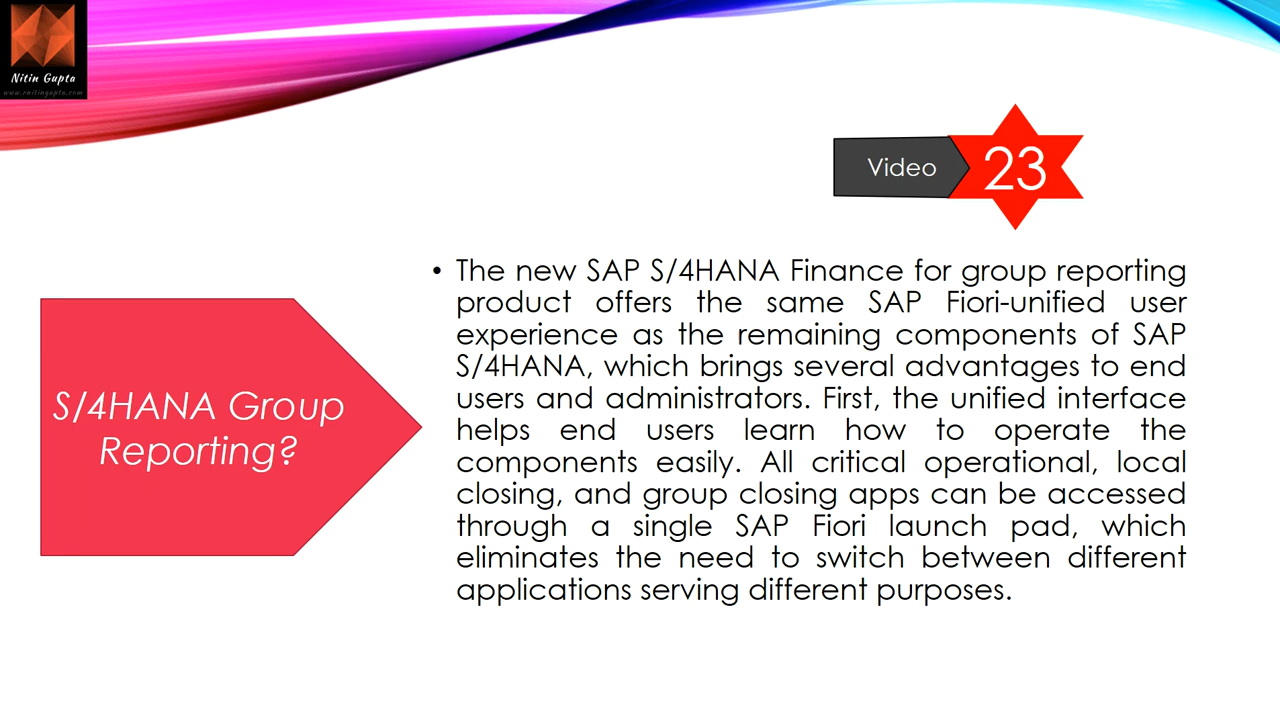 Nitin Gupta
www.enitingupta.com
Video
23
S/4HANA Group
Reporting?
• The new SAP S/4HANA Finance for group reporting
product offers the same SAP Fiori-unified user
experience as the remaining components of SAP
S/4HANA, which brings several advantages to end
users and administrators. First, the unified interface
helps end users learn how to operate the
components easily. All critical operational, local
closing, and group closing apps can be accessed
through a single SAP Fiori launch pad, which
eliminates the need to switch between different
applications serving different purposes.